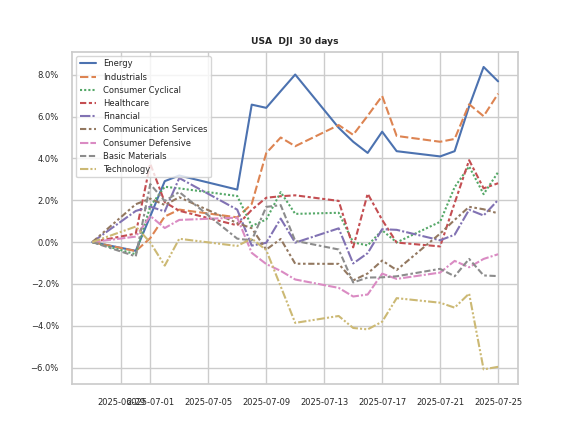 USA DJI 30 days
Energy
Industrials
Consumer Cyclical
Healthcare
Financial
Communication Services
Consumer Defensive
Basic Materials
Technology
8.0%
6.0%
4.0%
2.0%
0.0%
−2.0%
−4.0%
−6.0%
2025-06-29 2025-07-01 2025-07-05 2025-07-09 2025-07-13 2025-07-17 2025-07-21 2025-07-25